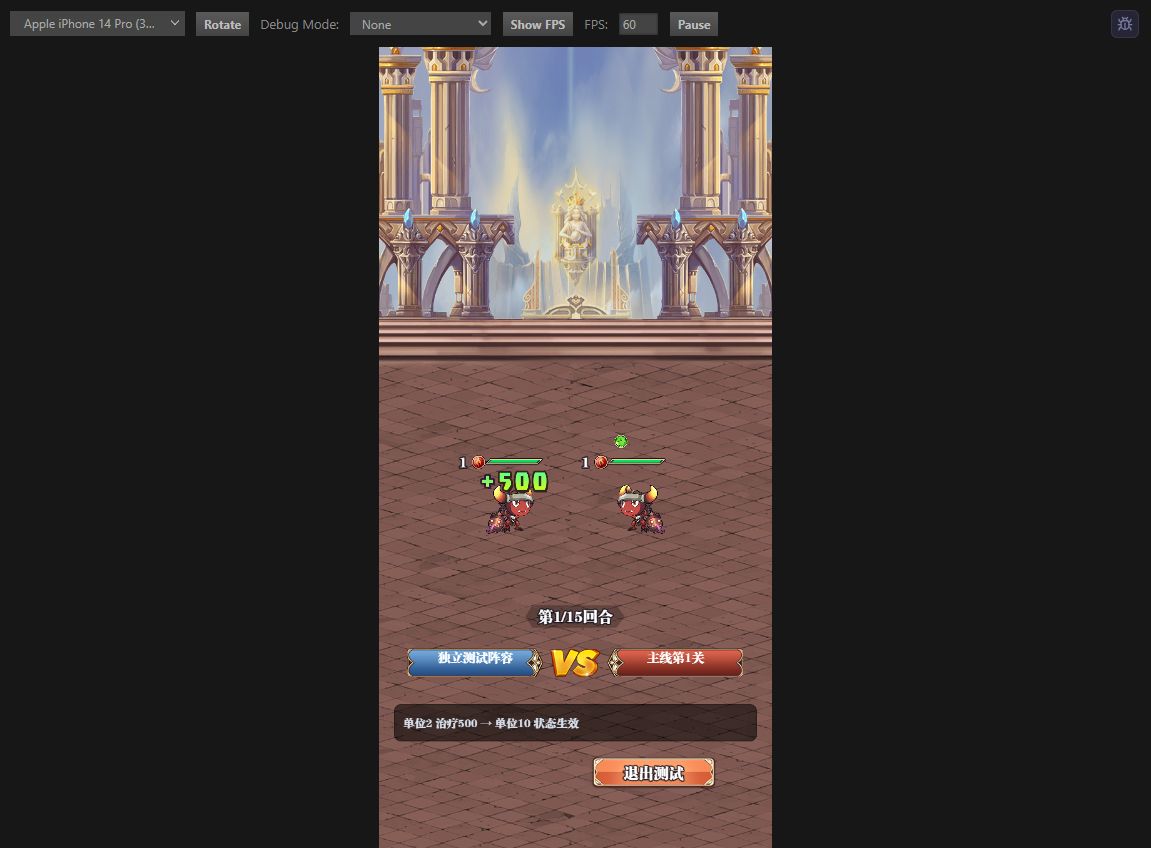 Apple iPhone 14 Pro (3... Rotate Debug Mode: None Show FPS FPS: 60 Pause
1 1
+500
第1/15回合
独立测试阵容 VS 主线第1关
单位2 治疗500 → 单位10 状态生效
退出测试